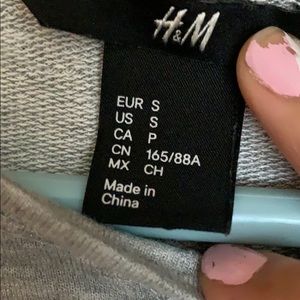 H&M
EUR S
US S
CA P
CN 165/88A
MX CH
Made in
China